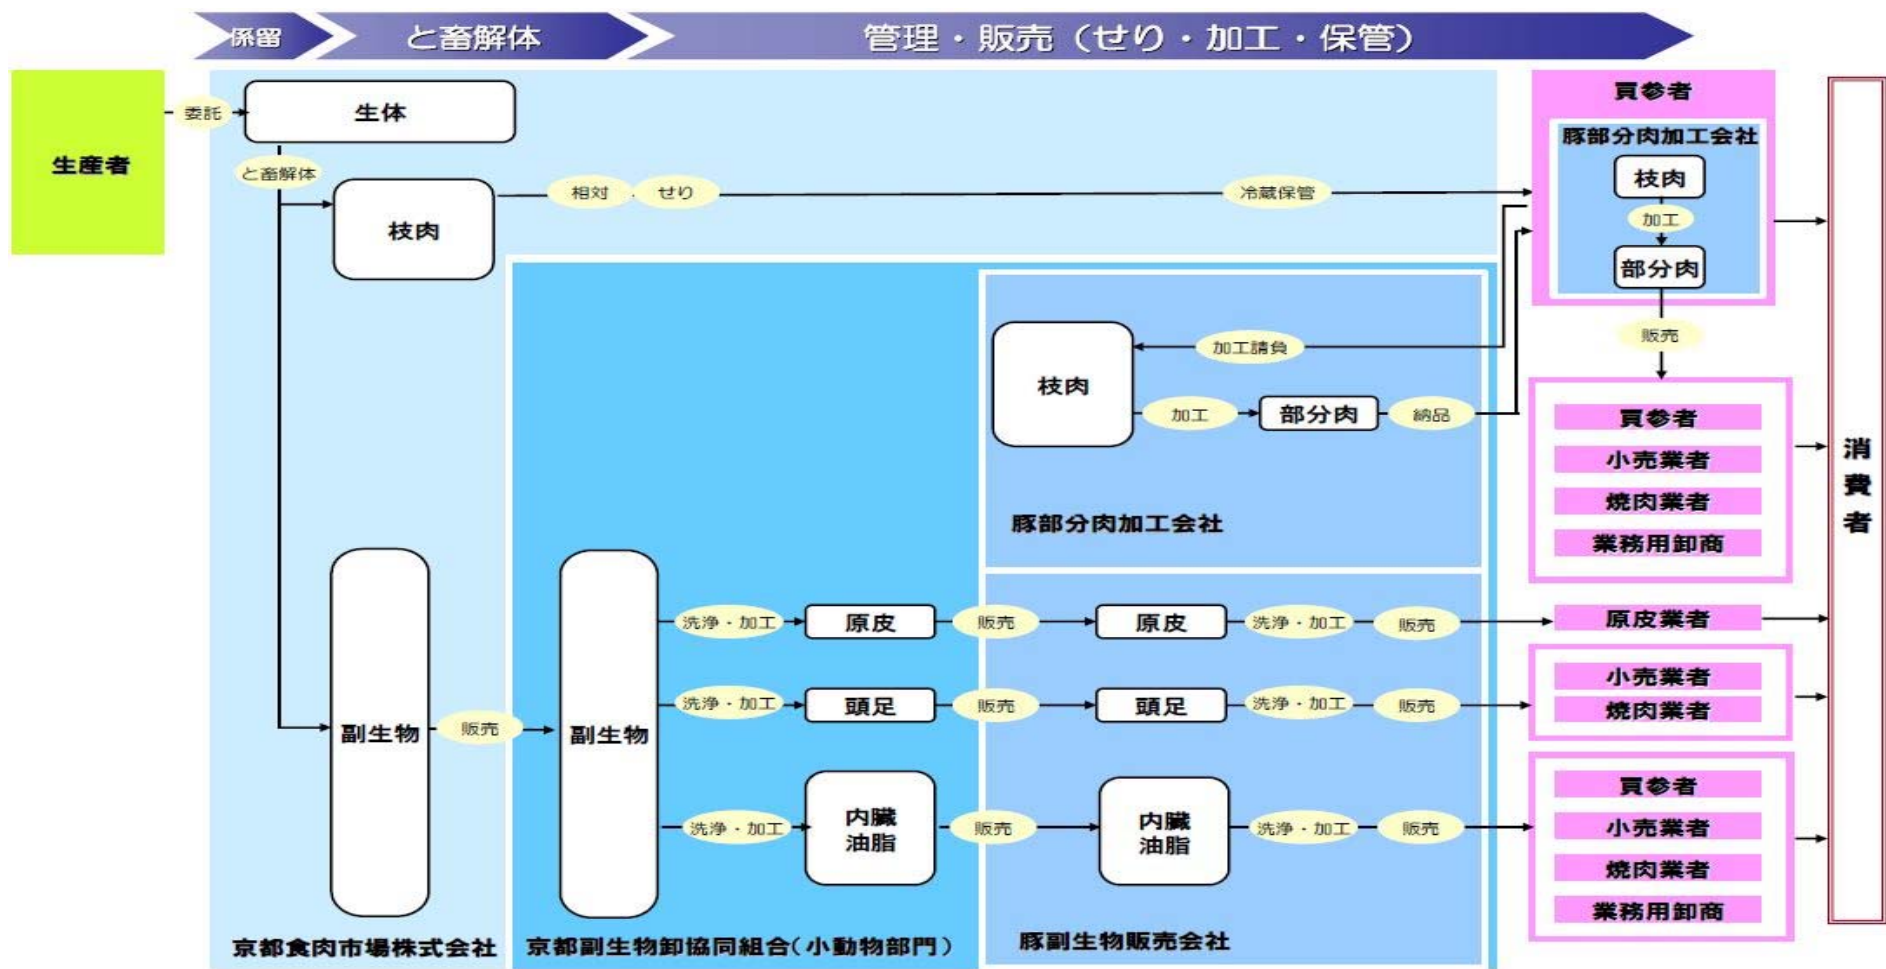 係留
と畜解体
管理・販売（せり・加工・保管）
生産者
委託
生体
と畜解体
枝肉
相対
せり
冷蔵保管
買参者
豚部分肉加工会社
枝肉
加工
部分肉
販売
枝肉
加工請負
加工
部分肉
納品
豚部分肉加工会社
買参者
小売業者
焼肉業者
業務用卸商
消費者
副生物
販売
副生物
洗浄・加工
原皮
販売
原皮
洗浄・加工
販売
原皮業者
洗浄・加工
頭足
販売
頭足
洗浄・加工
販売
小売業者
焼肉業者
洗浄・加工
内臓
油脂
販売
内臓
油脂
洗浄・加工
販売
買参者
小売業者
焼肉業者
業務用卸商
京都食肉市場株式会社
京都副生物卸協同組合（小動物部門）
豚副生物販売会社